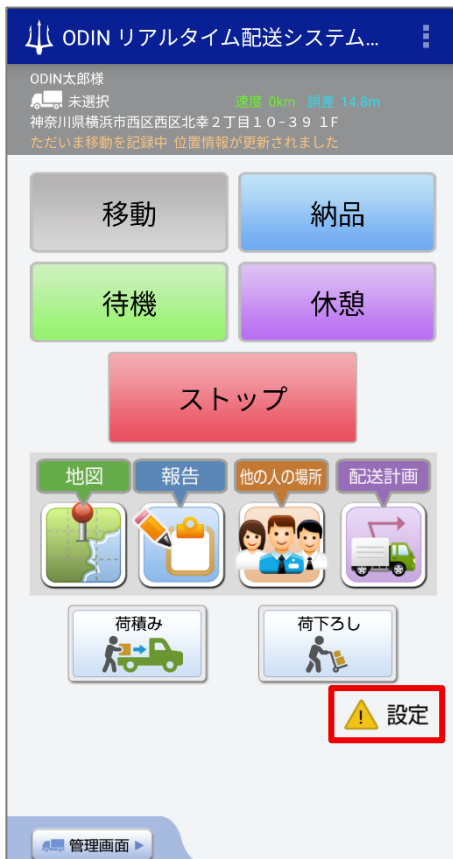 ODIN リアルタイム配送システム...
ODIN太郎様
未選択 速度 0km 誤差 14.8m
神奈川県横浜市西区西区北幸２丁目１０-３９ 1F
ただいま移動を記録中 位置情報が更新されました
移動 納品
待機 休憩
ストップ
地図 報告 他の人の場所 配送計画
荷積み 荷下ろし
設定
管理画面